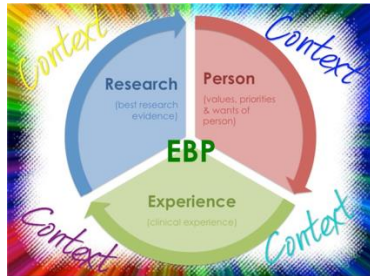 Context
Context
Research
(best research
evidence)
Person
(values, priorities
& wants of
person)
EBP
Experience
(clinical experience)
Context
Context